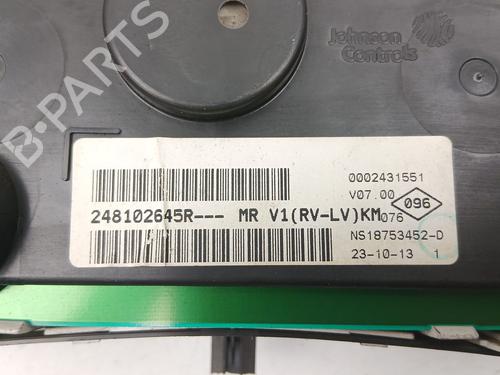 Johnson
Controls
B-PARTS
0002431551
V07.00
096
248102645R--- MR V1(RV-LV)KM
076
NS18753452-D
23-10-13 1